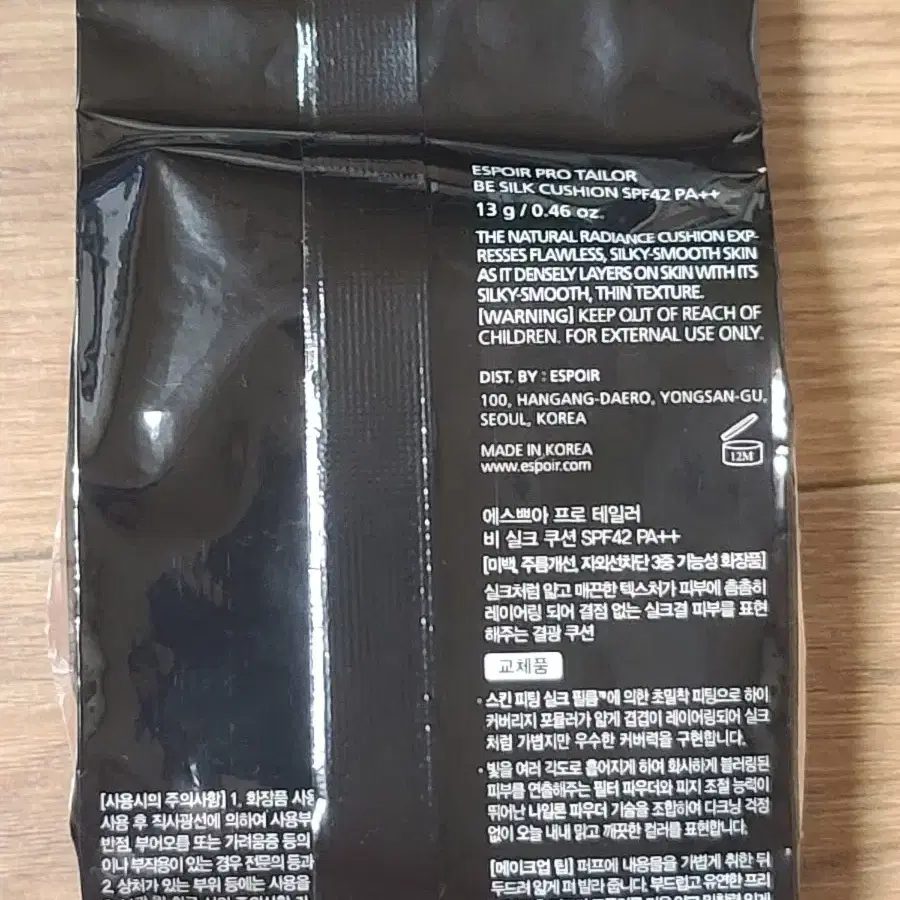 ESPOIR PRO TAILOR
BE SILK CUSHION SPF42 PA++
13 g / 0.46 oz.
THE NATURAL RADIANCE CUSHION EXP-
RESSES FLAWLESS, SILKY-SMOOTH SKIN
AS IT DENSELY LAYERS ON SKIN WITH ITS
SILKY-SMOOTH, THIN TEXTURE.
[WARNING] KEEP OUT OF REACH OF
CHILDREN. FOR EXTERNAL USE ONLY.
DIST. BY : ESPOIR
100, HANGANG-DAERO, YONGSAN-GU,
SEOUL, KOREA
MADE IN KOREA
www.espoir.com
12M
에스쁘아 프로 테일러
비 실크 쿠션 SPF42 PA++
[미백, 주름개선, 자외선차단 3중 기능성 화장품]
실크처럼 얇고 매끈한 텍스처가 피부에 촘촘히
레이어링 되어 결점 없는 실크결 피부를 표현
해주는 결광 쿠션
교체품
• 스킨 피팅 실크 필름™에 의한 초밀착 피팅으로 하이
커버리지 포뮬러가 얇게 겹겹이 레이어링되어 실크
처럼 가볍지만 우수한 커버력을 구현합니다.
• 빛을 여러 각도로 흩어지게 하여 화사하게 블러링된
피부를 연출해주는 필터 파우더와 피지 조절 능력이
뛰어난 나일론 파우더 기술을 조합하여 다크닝 걱정
없이 오늘 내내 맑고 깨끗한 컬러를 표현합니다.
[메이크업 팁] 퍼프에 내용물을 가볍게 취한 뒤
두드려 얇게 펴 발라 줍니다. 부드럽고 유연한 프리
[사용시의 주의사항] 1. 화장품 사용
사용 후 직사광선에 의하여 사용부
반점, 부어오름 또는 가려움증 등의
이나 부작용이 있는 경우 전문의 등과
2. 상처가 있는 부위 등에는 사용을